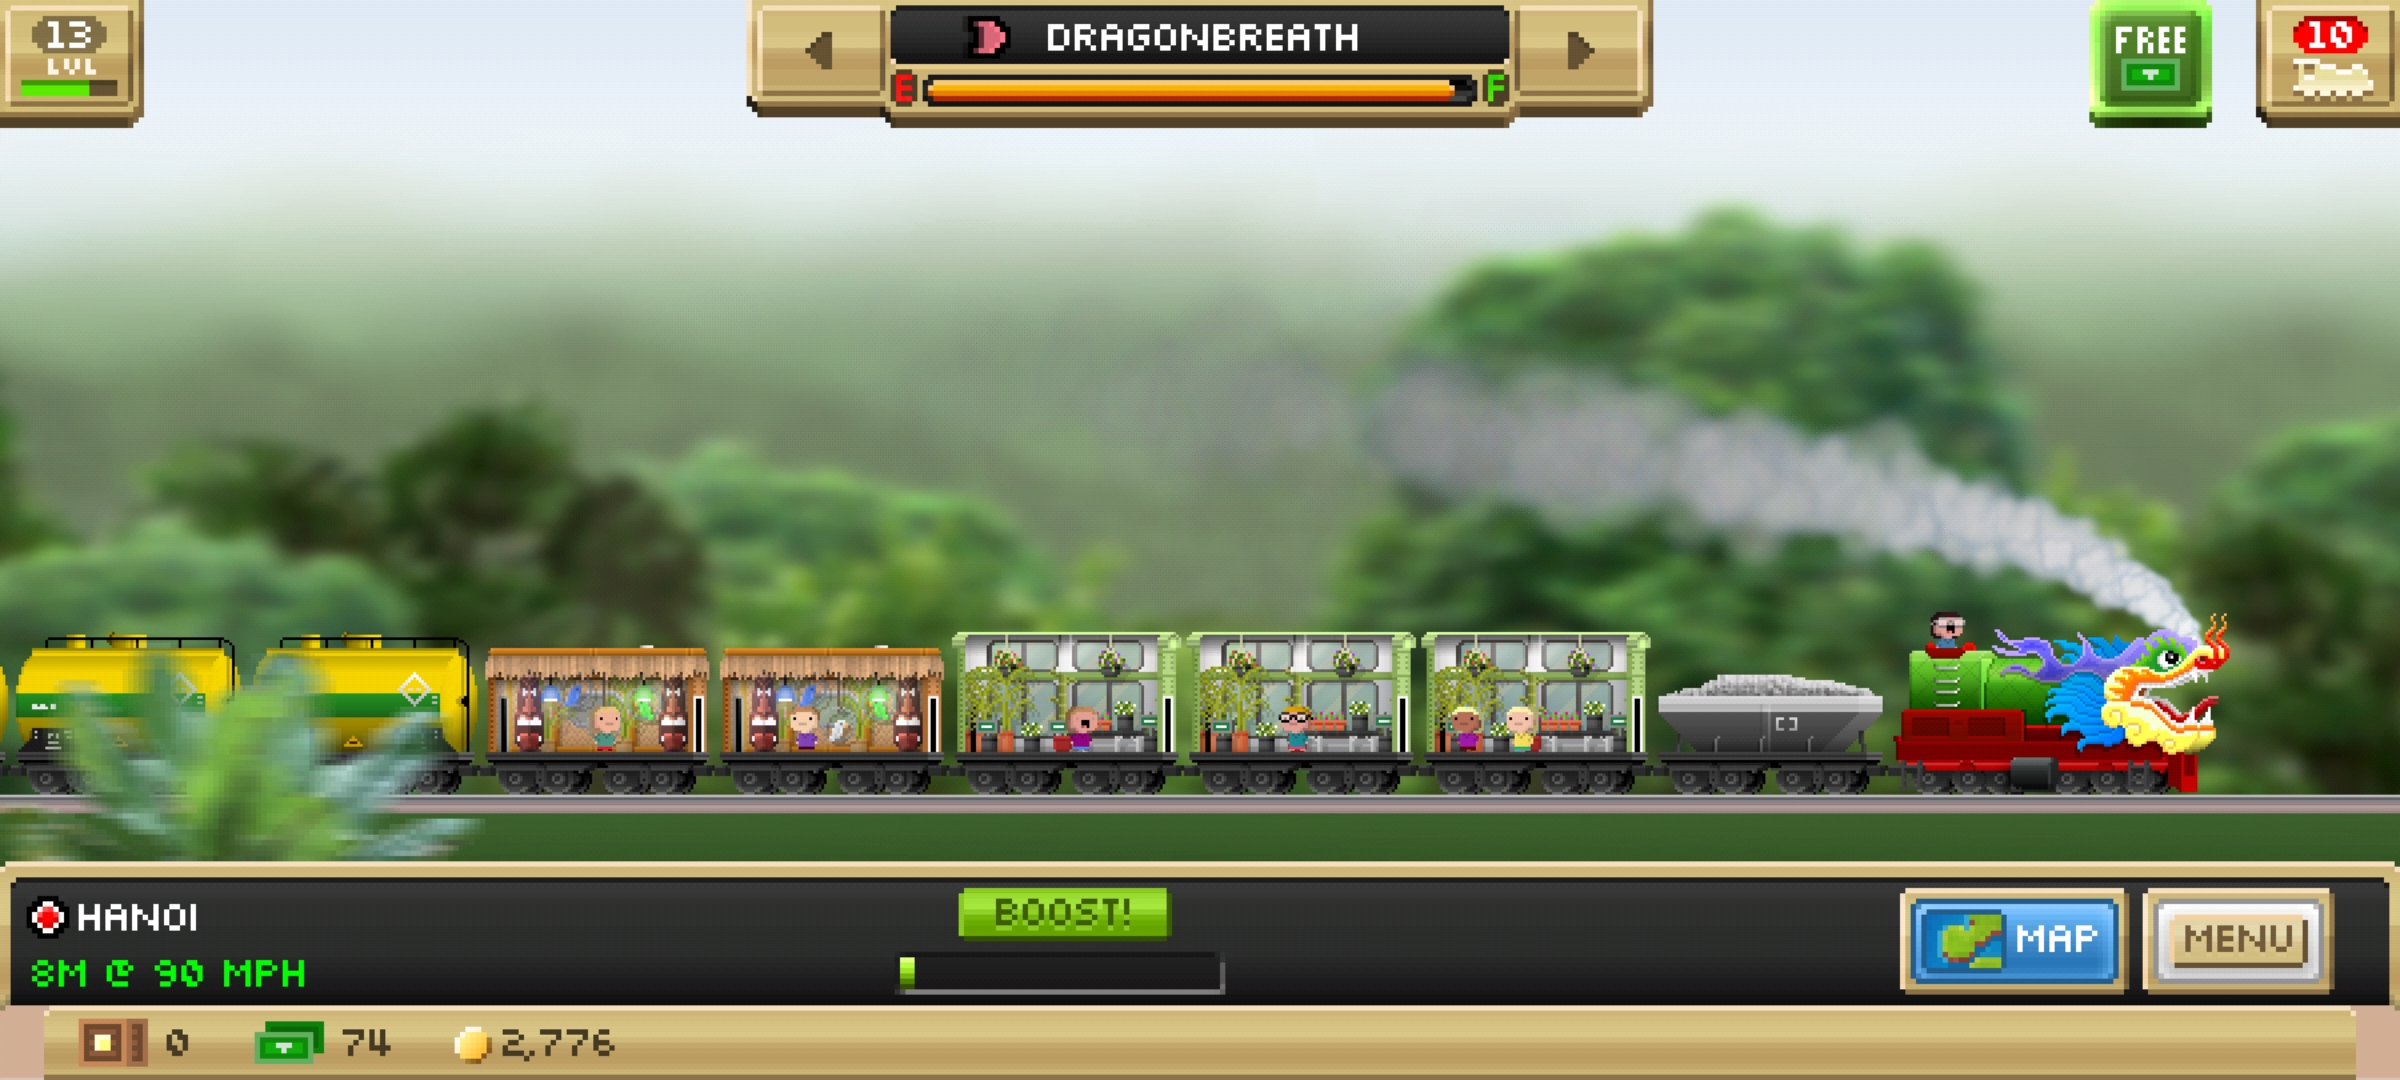 13
LVL
DRAGONBREATH
E F
FREE
10
HANOI
BOOST!
8M @ 90 MPH
MAP
MENU
0 74 2,776